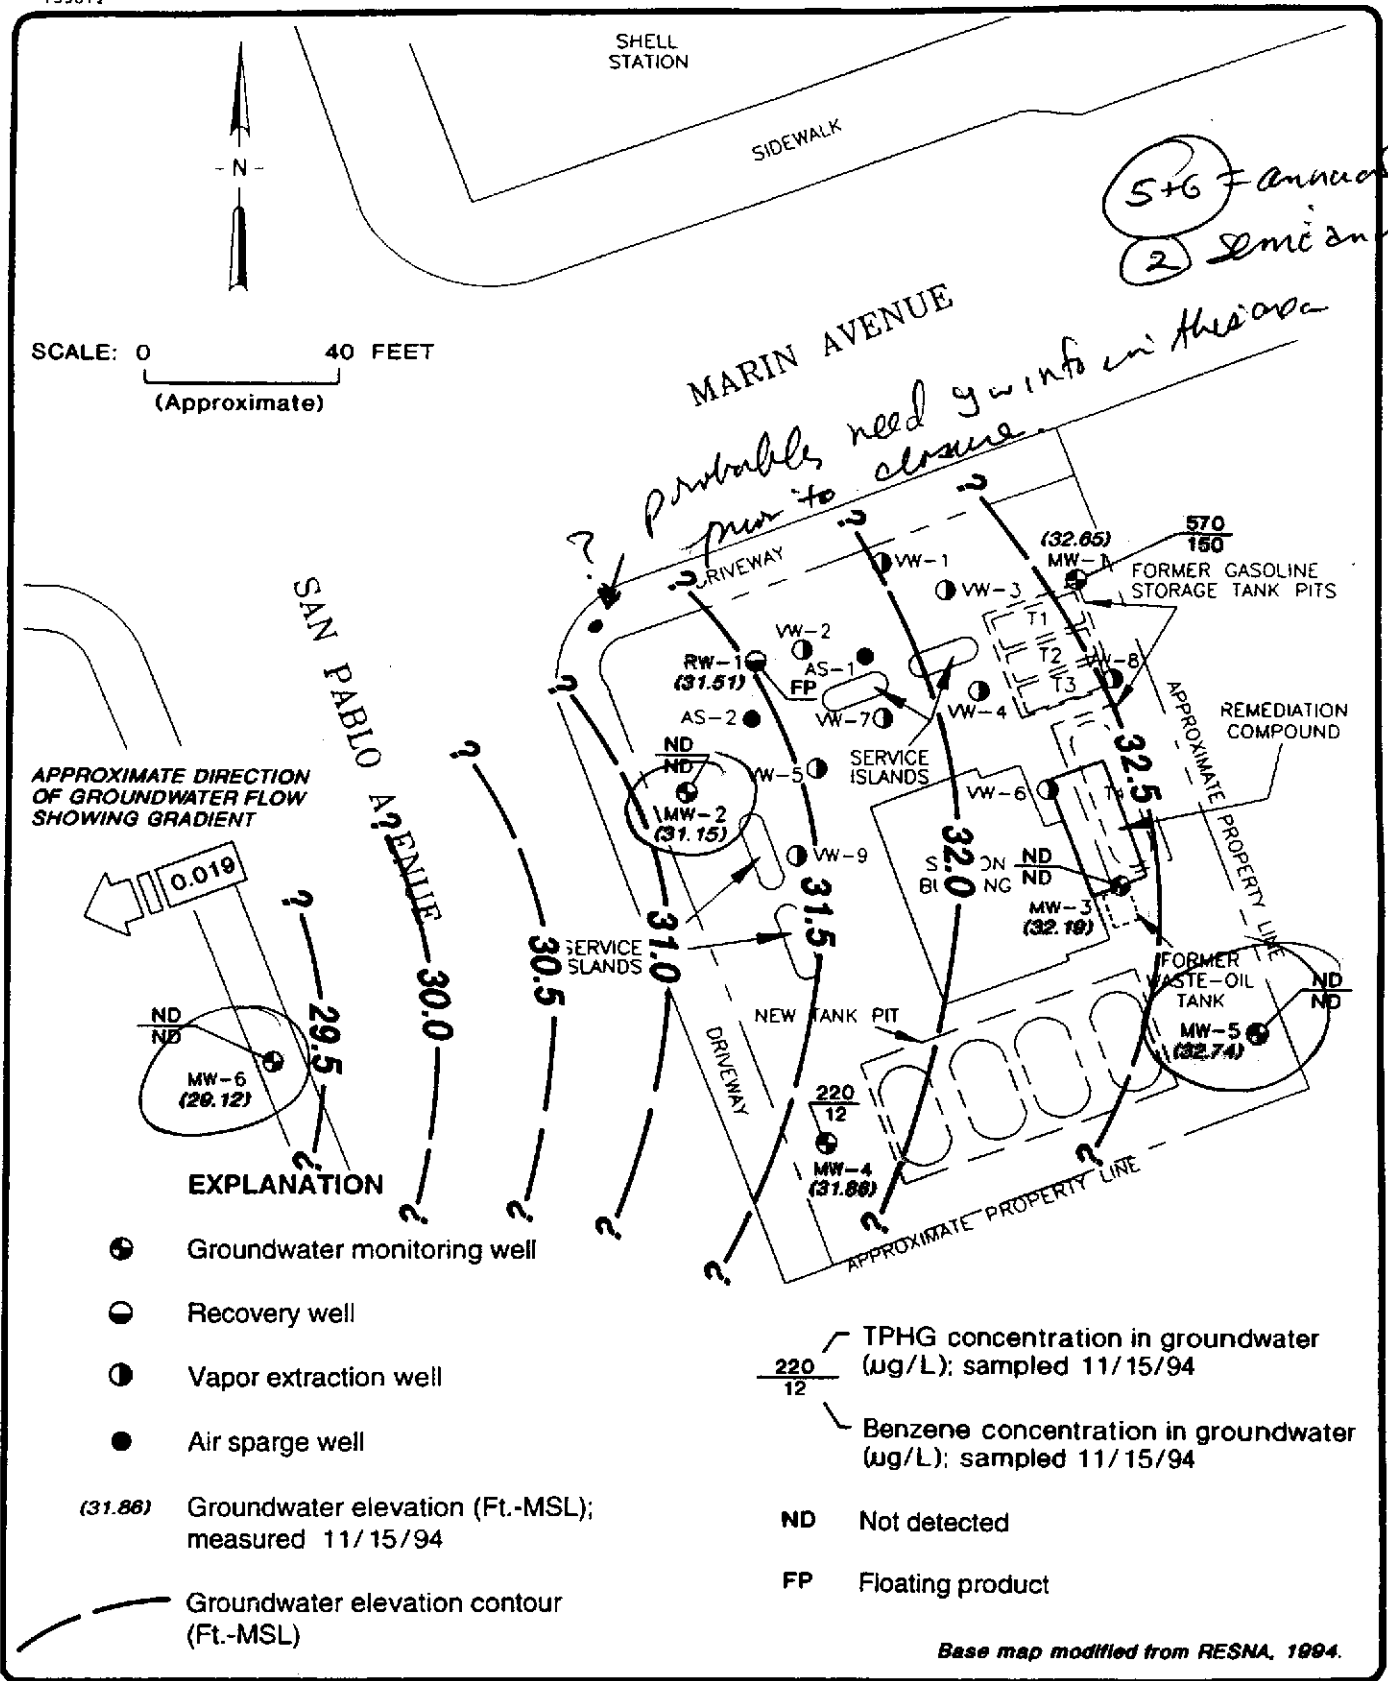 SHELL
STATION
SIDEWALK
- N -
5+6 = annual
2 semi an
SCALE: 0 40 FEET
(Approximate)
MARIN AVENUE
probably need gw info in this area
prior to closure.
?
SAN PABLO AVENUE
DRIVEWAY
VW-1
VW-3
(32.65)
MW-1
570
150
FORMER GASOLINE
STORAGE TANK PITS
T1
T2
T3
VW-8
VW-2
AS-1
RW-1
(31.51)
FP
AS-2
VW-7
VW-4
SERVICE
ISLANDS
REMEDIATION
COMPOUND
APPROXIMATE PROPERTY LINE
ND
ND
MW-2
(31.15)
VW-5
VW-6
T4
VW-9
APPROXIMATE DIRECTION
OF GROUNDWATER FLOW
SHOWING GRADIENT
0.019
S ON
BU NG
ND
ND
MW-3
(32.19)
SERVICE
SLANDS
FORMER
WASTE-OIL
TANK
ND
ND
MW-5
(32.74)
NEW TANK PIT
DRIVEWAY
ND
ND
MW-6
(29.12)
220
12
MW-4
(31.86)
APPROXIMATE PROPERTY LINE
? 29.5 ?
? 30.0 ?
? 30.5 ?
? 31.0 ?
? 31.5 ?
? 32.0 ?
? 32.5 ?
EXPLANATION
Groundwater monitoring well
Recovery well
Vapor extraction well
Air sparge well
(31.86) Groundwater elevation (Ft.-MSL);
measured 11/15/94
Groundwater elevation contour
(Ft.-MSL)
220
12
TPHG concentration in groundwater
(ug/L); sampled 11/15/94
Benzene concentration in groundwater
(ug/L); sampled 11/15/94
ND Not detected
FP Floating product
Base map modified from RESNA, 1994.